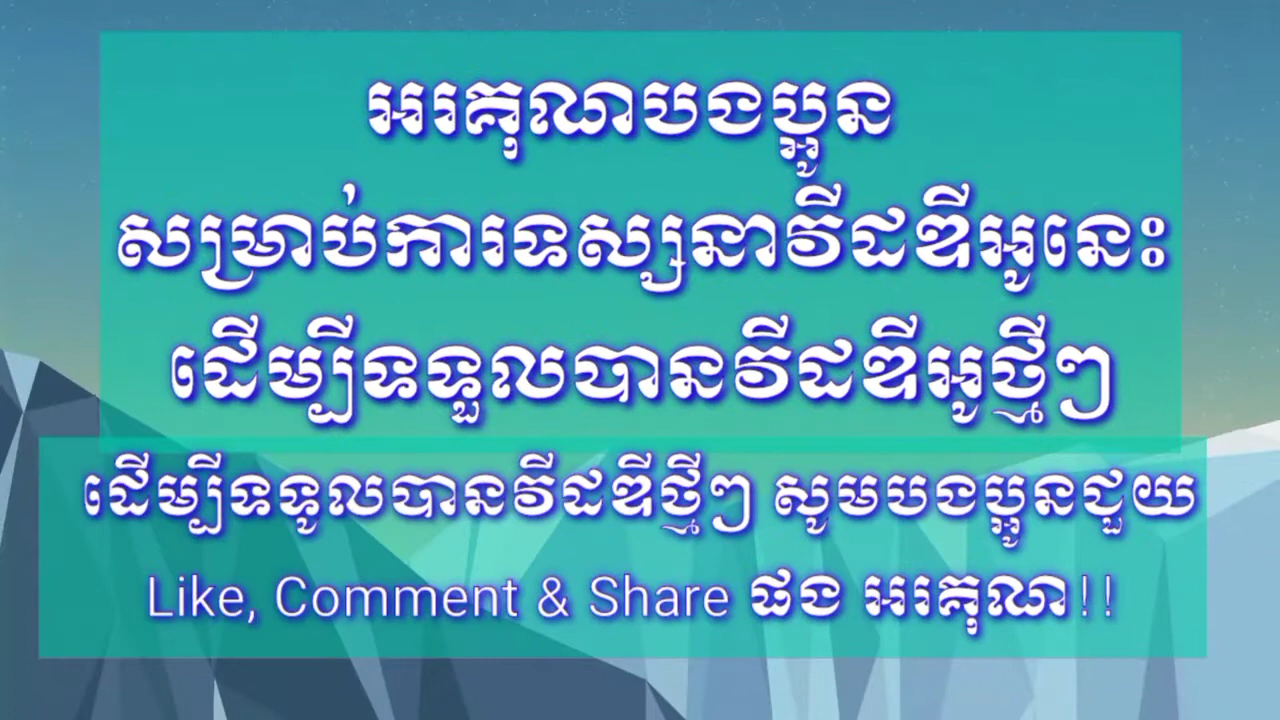 អរគុណបងប្អូន
សម្រាប់ការទស្សនាវីដឌីអូនេះ
ដើម្បីទទួលបានវីដឌីអូថ្មីៗ
ដើម្បីទទូលបានវីដឌីថ្មីៗ សូមបងប្អូនជួយ
Like, Comment & Share ផង អរគុណ!!